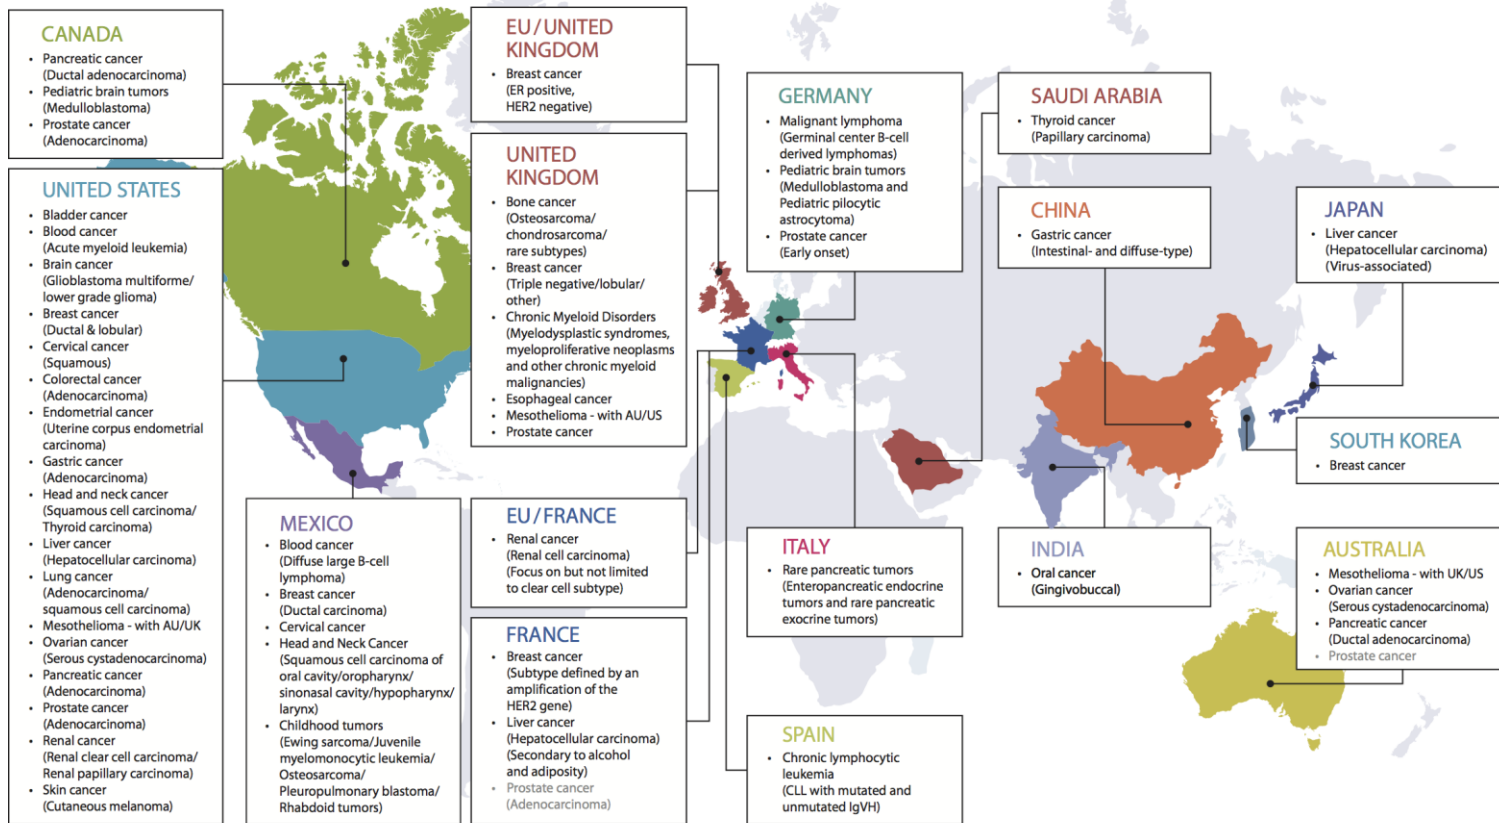 CANADA
• Pancreatic cancer
(Ductal adenocarcinoma)
• Pediatric brain tumors
(Medulloblastoma)
• Prostate cancer
(Adenocarcinoma)
UNITED STATES
• Bladder cancer
• Blood cancer
(Acute myeloid leukemia)
• Brain cancer
(Glioblastoma multiforme/
lower grade glioma)
• Breast cancer
(Ductal & lobular)
• Cervical cancer
(Squamous)
• Colorectal cancer
(Adenocarcinoma)
• Endometrial cancer
(Uterine corpus endometrial
carcinoma)
• Gastric cancer
(Adenocarcinoma)
• Head and neck cancer
(Squamous cell carcinoma/
Thyroid carcinoma)
• Liver cancer
(Hepatocellular carcinoma)
• Lung cancer
(Adenocarcinoma/
squamous cell carcinoma)
• Mesothelioma - with AU/UK
• Ovarian cancer
(Serous cystadenocarcinoma)
• Pancreatic cancer
(Adenocarcinoma)
• Prostate cancer
(Adenocarcinoma)
• Renal cancer
(Renal clear cell carcinoma/
Renal papillary carcinoma)
• Skin cancer
(Cutaneous melanoma)
MEXICO
• Blood cancer
(Diffuse large B-cell
lymphoma)
• Breast cancer
(Ductal carcinoma)
• Cervical cancer
• Head and Neck Cancer
(Squamous cell carcinoma of
oral cavity/oropharynx/
sinonasal cavity/hypopharynx/
larynx)
• Childhood tumors
(Ewing sarcoma/Juvenile
myelomonocytic leukemia/
Osteosarcoma/
Pleuropulmonary blastoma/
Rhabdoid tumors)
EU/UNITED
KINGDOM
• Breast cancer
(ER positive,
HER2 negative)
UNITED
KINGDOM
• Bone cancer
(Osteosarcoma/
chondrosarcoma/
rare subtypes)
• Breast cancer
(Triple negative/lobular/
other)
• Chronic Myeloid Disorders
(Myelodysplastic syndromes,
myeloproliferative neoplasms
and other chronic myeloid
malignancies)
• Esophageal cancer
• Mesothelioma - with AU/US
• Prostate cancer
EU/FRANCE
• Renal cancer
(Renal cell carcinoma)
(Focus on but not limited
to clear cell subtype)
FRANCE
• Breast cancer
(Subtype defined by an
amplification of the
HER2 gene)
• Liver cancer
(Hepatocellular carcinoma)
(Secondary to alcohol
and adiposity)
• Prostate cancer
(Adenocarcinoma)
GERMANY
• Malignant lymphoma
(Germinal center B-cell
derived lymphomas)
• Pediatric brain tumors
(Medulloblastoma and
Pediatric pilocytic
astrocytoma)
• Prostate cancer
(Early onset)
ITALY
• Rare pancreatic tumors
(Enteropancreatic endocrine
tumors and rare pancreatic
exocrine tumors)
SPAIN
• Chronic lymphocytic
leukemia
(CLL with mutated and
unmutated IgVH)
SAUDI ARABIA
• Thyroid cancer
(Papillary carcinoma)
CHINA
• Gastric cancer
(Intestinal- and diffuse-type)
INDIA
• Oral cancer
(Gingivobuccal)
JAPAN
• Liver cancer
(Hepatocellular carcinoma)
(Virus-associated)
SOUTH KOREA
• Breast cancer
AUSTRALIA
• Mesothelioma - with UK/US
• Ovarian cancer
(Serous cystadenocarcinoma)
• Pancreatic cancer
(Ductal adenocarcinoma)
• Prostate cancer